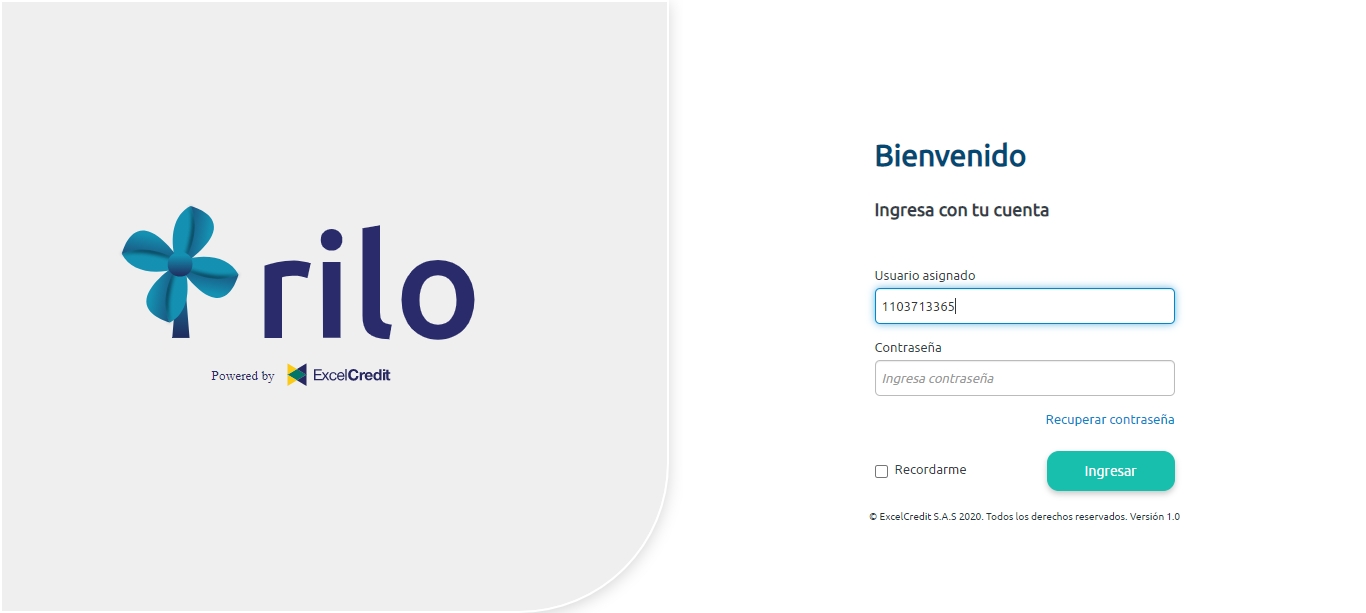 rilo
Powered by ExcelCredit
Bienvenido
Ingresa con tu cuenta
Usuario asignado
1103713365
Contraseña
Ingresa contraseña
Recuperar contraseña
Recordarme
Ingresar
© ExcelCredit S.A.S 2020. Todos los derechos reservados. Versión 1.0